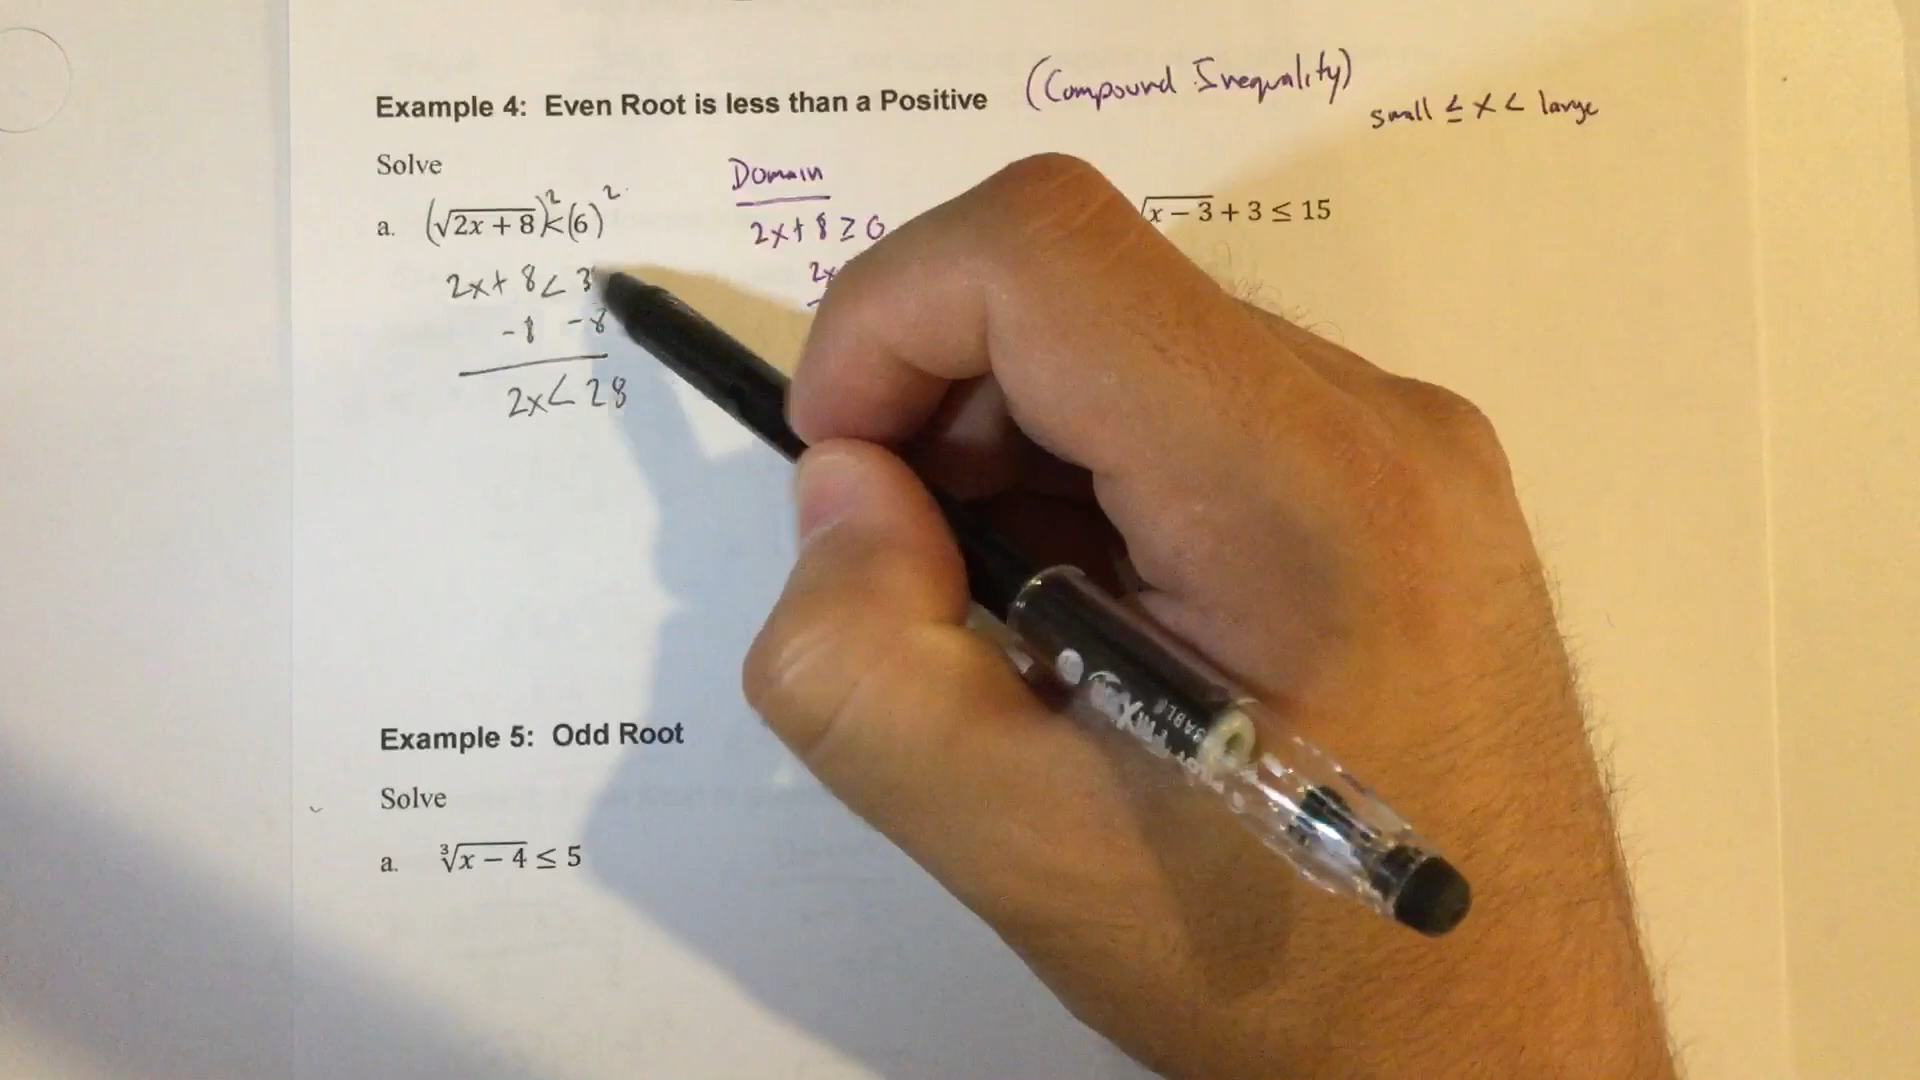 Example 4: Even Root is less than a Positive (Compound Inequality)
small ≤ x < large
Solve
a. (√2x + 8)² < (6)²
2x + 8 < 3
-8 -8
2x < 28
Domain
2x + 8 ≥ 0
2x
√x − 3 + 3 ≤ 15
Example 5: Odd Root
Solve
a. ∛x − 4 ≤ 5